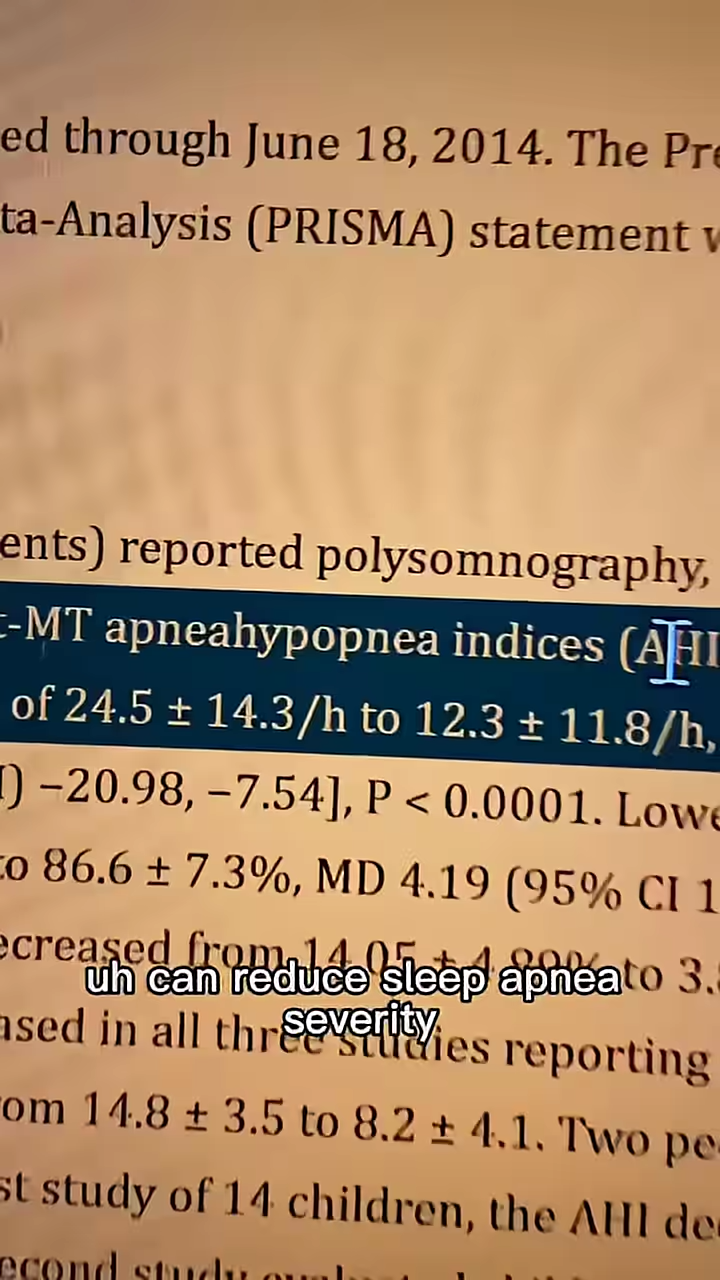 ed through June 18, 2014. The Pre
ta-Analysis (PRISMA) statement w
ents) reported polysomnography,
t-MT apneahypopnea indices (AHI
of 24.5 ± 14.3/h to 12.3 ± 11.8/h,
I) −20.98, −7.54], P < 0.0001. Lowe
to 86.6 ± 7.3%, MD 4.19 (95% CI 1
ecreased from 14.05 ± 4.89% to 3.
uh can reduce sleep apnea
severity
ased in all three studies reporting
om 14.8 ± 3.5 to 8.2 ± 4.1. Two pe
st study of 14 children, the AHI de
econd study